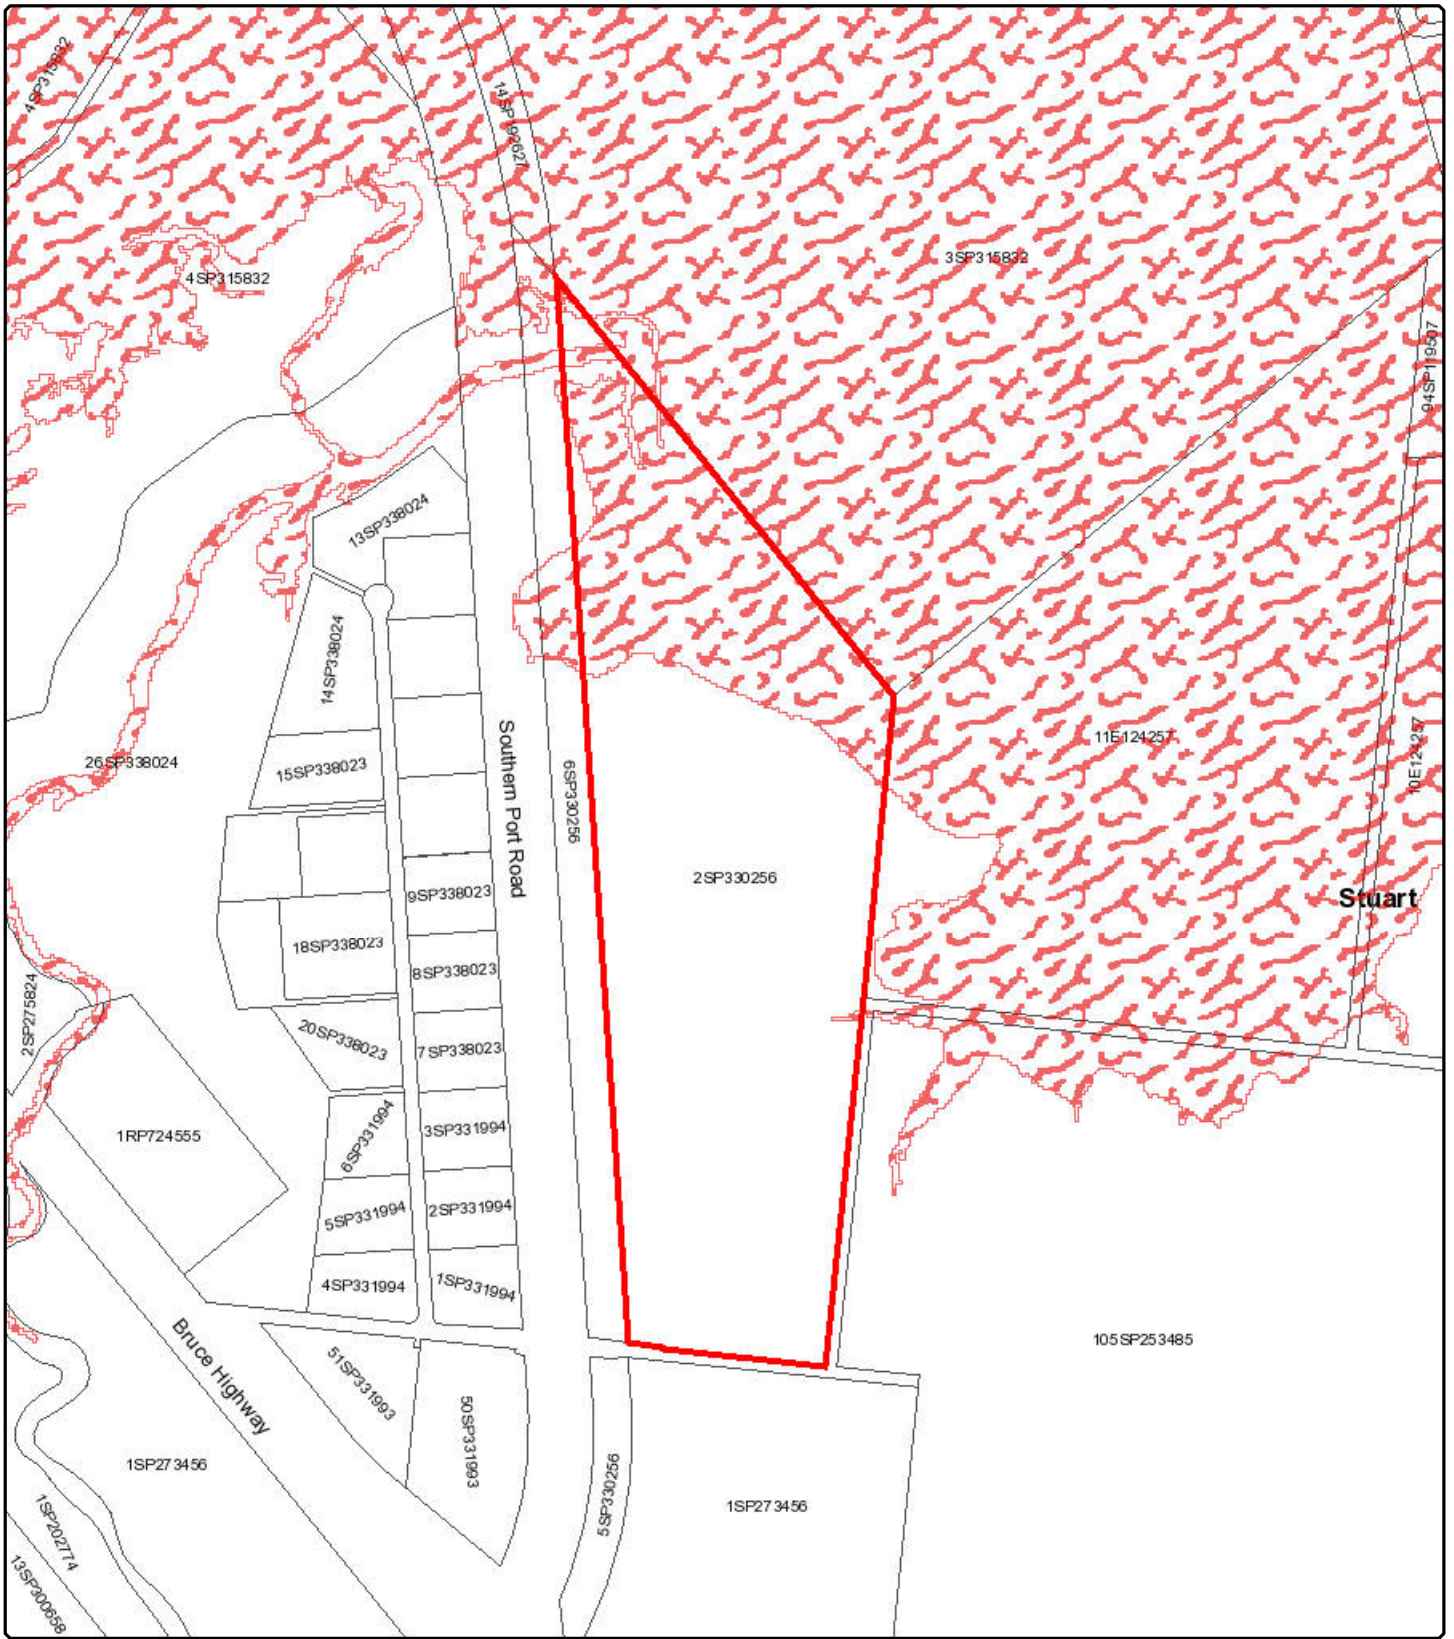 4SP315832
14SP192627
3SP315832
4SP315832
94SP119507
13SP338024
14SP338024
Southern Port Road
6SP330256
11E124257
10E124257
26SP338024
15SP338023
2SP330256
9SP338023
Stuart
18SP338023
8SP338023
2SP275824
20SP338023
7SP338023
1RP724555
6SP331994
3SP331994
5SP331994
2SP331994
4SP331994
1SP331994
Bruce Highway
105SP253485
51SP331993
50SP331993
1SP273456
5SP330256
1SP273456
1SP202774
13SP300658